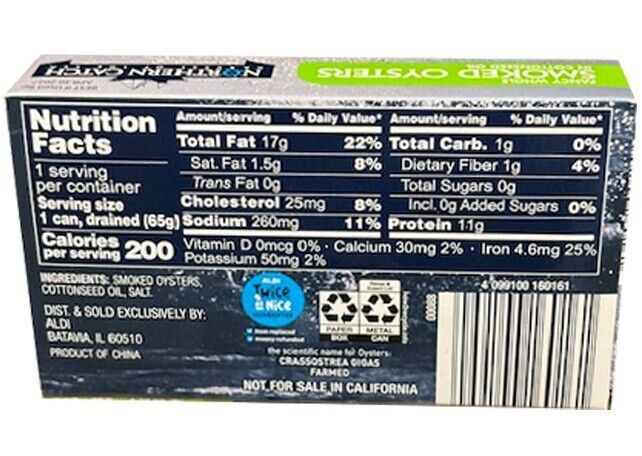 FANCY WHOLE
SMOKED OYSTERS
IN COTTONSEED OIL
NORTHERN CATCH
Nutrition
Facts
1 serving
per container
Serving size
1 can, drained (65g)
Calories
per serving 200
Amount/serving % Daily Value*
Total Fat 17g 22%
Sat. Fat 1.5g 8%
Trans Fat 0g
Cholesterol 25mg 8%
Sodium 260mg 11%
Amount/serving % Daily Value*
Total Carb. 1g 0%
Dietary Fiber 1g 4%
Total Sugars 0g
Incl. 0g Added Sugars 0%
Protein 11g
Vitamin D 0mcg 0% · Calcium 30mg 2% · Iron 4.6mg 25%
Potassium 50mg 2%
INGREDIENTS: SMOKED OYSTERS,
COTTONSEED OIL, SALT.
DIST. & SOLD EXCLUSIVELY BY:
ALDI
BATAVIA, IL 60510
PRODUCT OF CHINA
ALDI
TWICE
as
Nice
GUARANTEE
item replaced
money refunded
PAPER
BOX
METAL
CAN
the scientific name for Oysters:
CRASSOSTREA GIGAS
FARMED
NOT FOR SALE IN CALIFORNIA
4 099100 160161